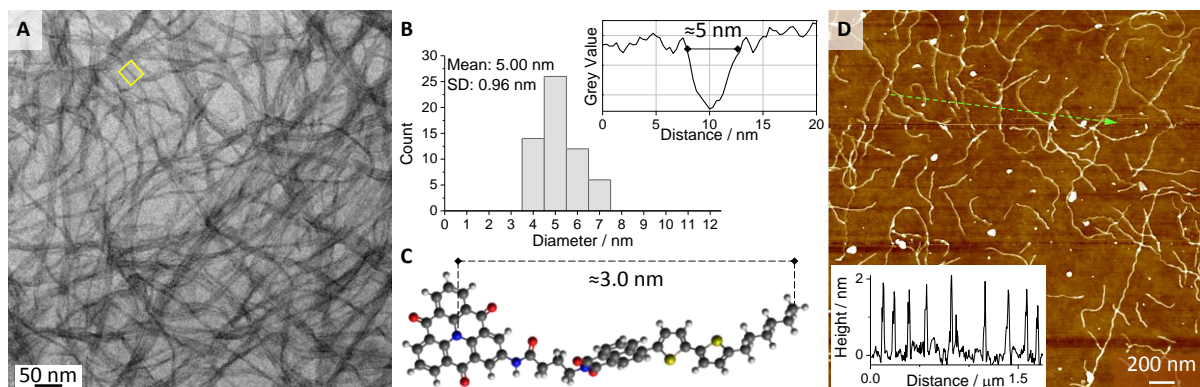 A
50 nm
B
Mean: 5.00 nm
SD: 0.96 nm
Count
30
25
20
15
10
5
0
0 1 2 3 4 5 6 7 8 9 10 11 12
Diameter / nm
≈5 nm
Grey Value
0 5 10 15 20
Distance / nm
C
≈3.0 nm
D
Height / nm
2
0
0.0 1.5
Distance / μm
200 nm